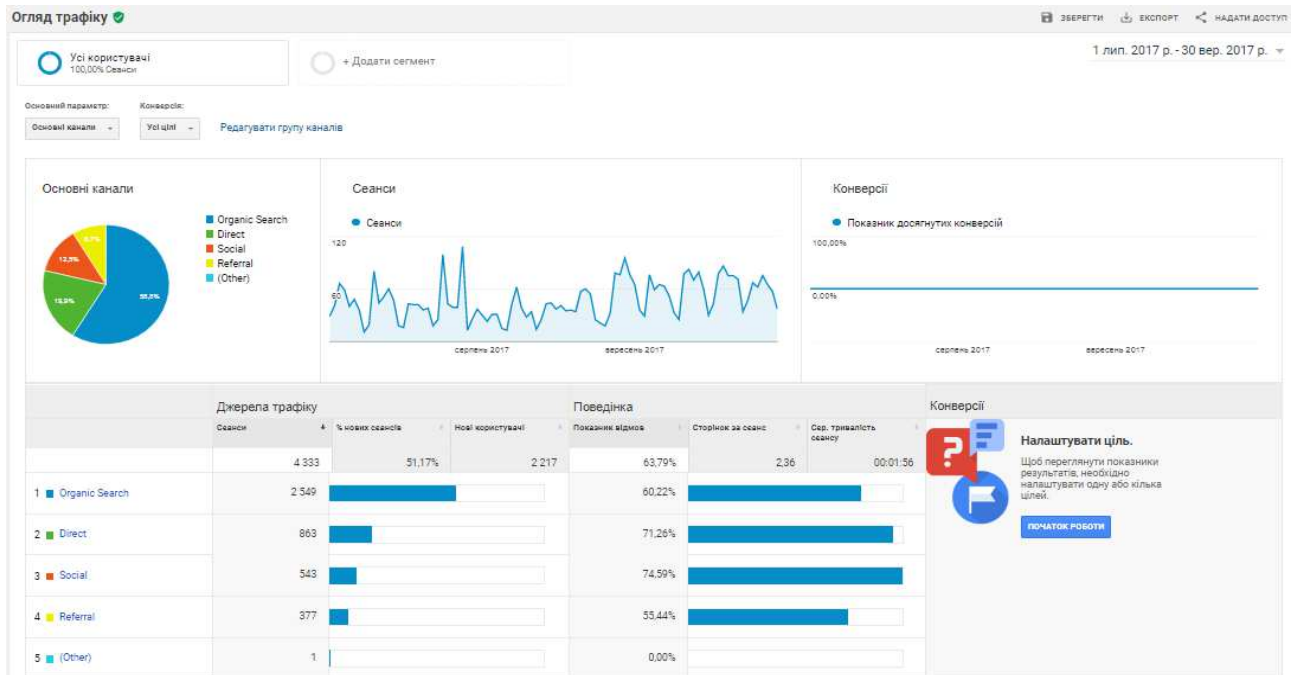 Огляд трафіку
ЗБЕРЕГТИ ЕКСПОРТ НАДАТИ ДОСТУП
Усі користувачі
100,00% Сеанси
+ Додати сегмент
1 лип. 2017 р. - 30 вер. 2017 р.
Основний параметр: Конверсія:
Основні канали Усі цілі Редагувати групу каналів
Основні канали
Organic Search
Direct
Social
Referral
(Other)
12,5%
Сеанси
Сеанси
120
60
серпень 2017 вересень 2017
Конверсії
Показник досягнутих конверсій
100,00%
0,00%
серпень 2017 вересень 2017
Джерела трафіку Поведінка Конверсії
Сеанси % нових сеансів Нові користувачі Показник відмов Сторінок за сеанс Сер. тривалість сеансу
4 333 51,17% 2 217 63,79% 2,36 00:01:56
1 Organic Search 2 549 60,22%
2 Direct 863 71,26%
3 Social 543 74,59%
4 Referral 377 55,44%
5 (Other) 1 0,00%
Налаштувати ціль.
Щоб переглянути показники
результатів, необхідно
налаштувати одну або кілька
цілей.
ПОЧАТОК РОБОТИ